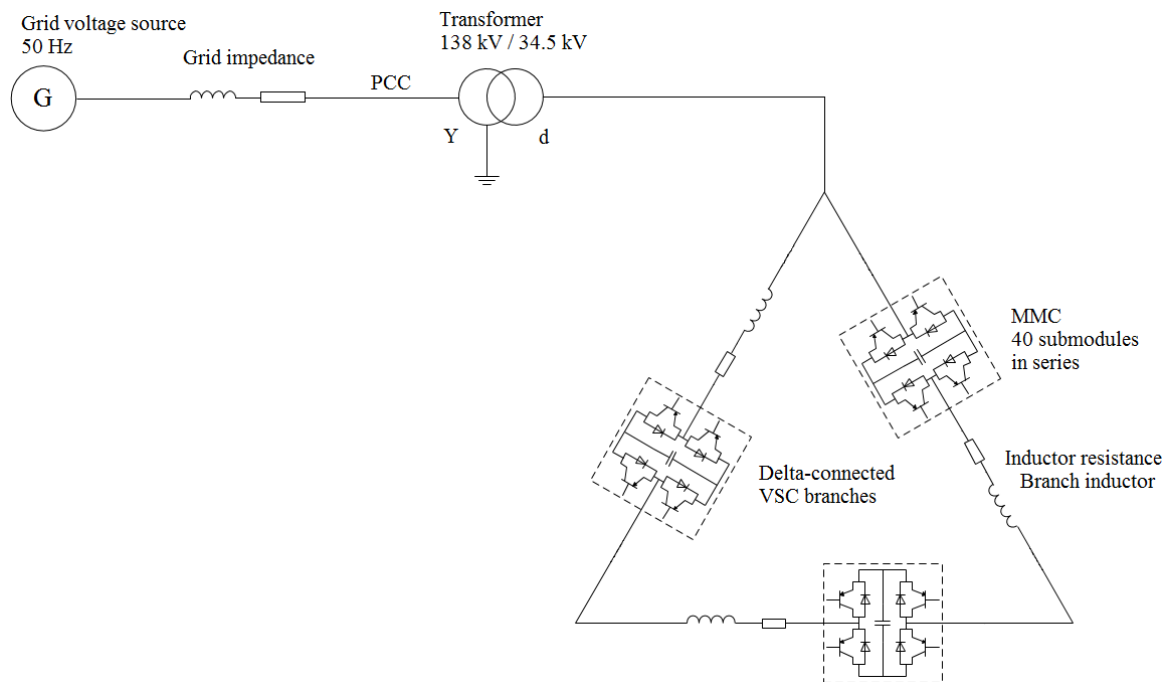 Grid voltage source
50 Hz
G
Grid impedance
PCC
Transformer
138 kV / 34.5 kV
Y
d
MMC
40 submodules
in series
Inductor resistance
Branch inductor
Delta-connected
VSC branches